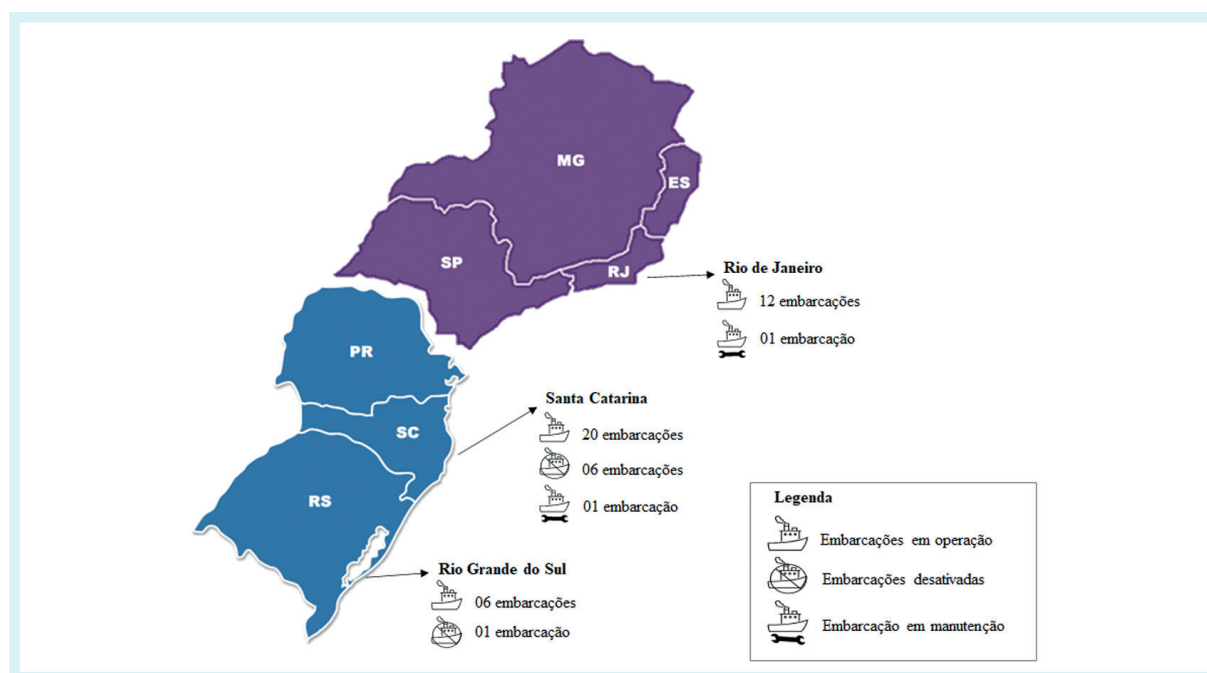 MG
ES
SP
RJ
Rio de Janeiro
12 embarcações
01 embarcação
PR
Santa Catarina
SC
20 embarcações
06 embarcações
01 embarcação
RS
Rio Grande do Sul
06 embarcações
01 embarcação
Legenda
Embarcações em operação
Embarcações desativadas
Embarcação em manutenção